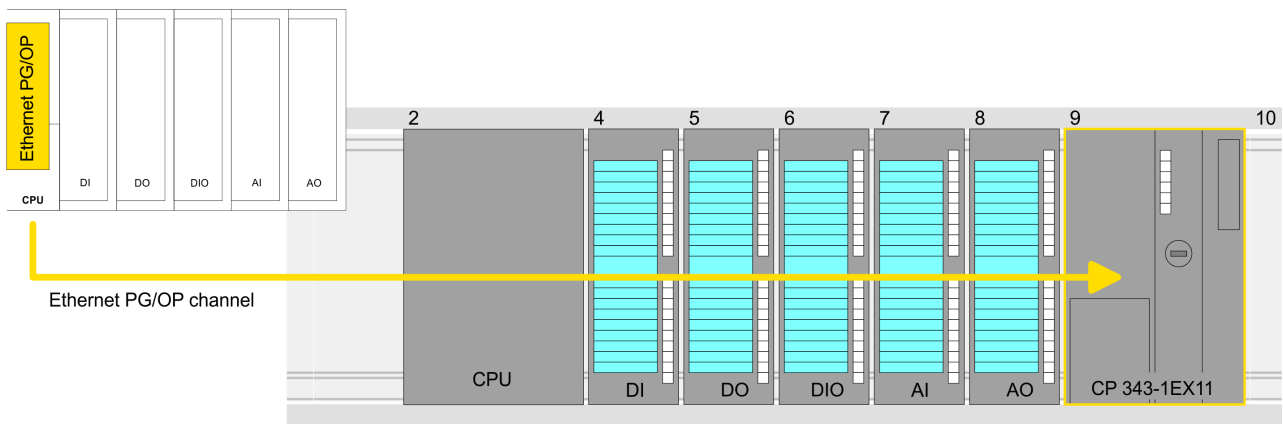 Ethernet PG/OP
CPU
DI
DO
DIO
AI
AO
2
4
5
6
7
8
9
10
Ethernet PG/OP channel
CPU
DI
DO
DIO
AI
AO
CP 343-1EX11